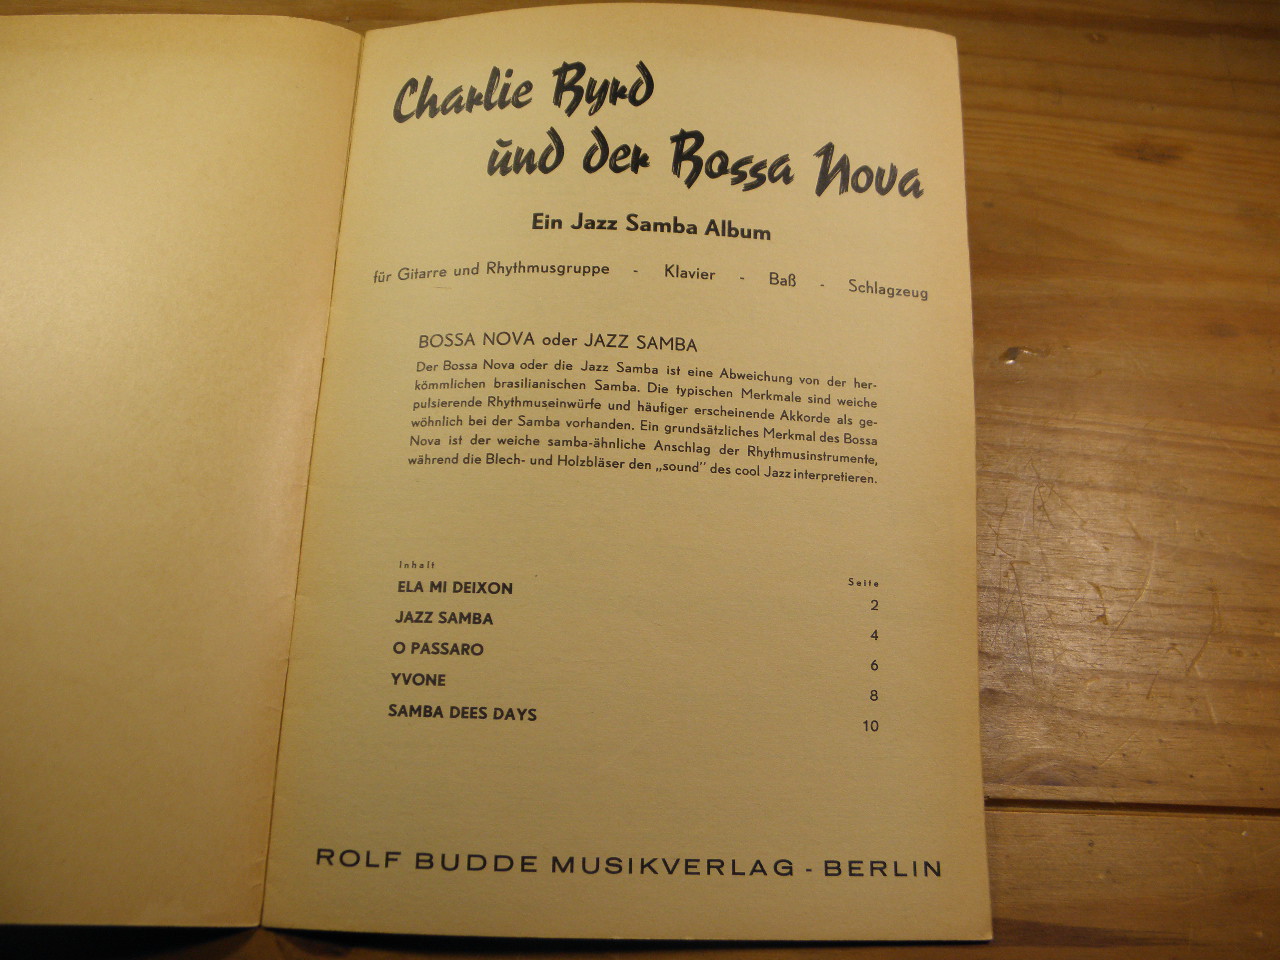 Charlie Byrd
und der Bossa Nova
Ein Jazz Samba Album
für Gitarre und Rhythmusgruppe - Klavier - Baß - Schlagzeug
BOSSA NOVA oder JAZZ SAMBA
Der Bossa Nova oder die Jazz Samba ist eine Abweichung von der her-
kömmlichen brasilianischen Samba. Die typischen Merkmale sind weiche
pulsierende Rhythmuseinwürfe und häufiger erscheinende Akkorde als ge-
wöhnlich bei der Samba vorhanden. Ein grundsätzliches Merkmal des Bossa
Nova ist der weiche samba-ähnliche Anschlag der Rhythmusinstrumente,
während die Blech- und Holzbläser den „sound" des cool Jazz interpretieren.
Inhalt Seite
ELA MI DEIXON 2
JAZZ SAMBA 4
O PASSARO 6
YVONE 8
SAMBA DEES DAYS 10
ROLF BUDDE MUSIKVERLAG - BERLIN